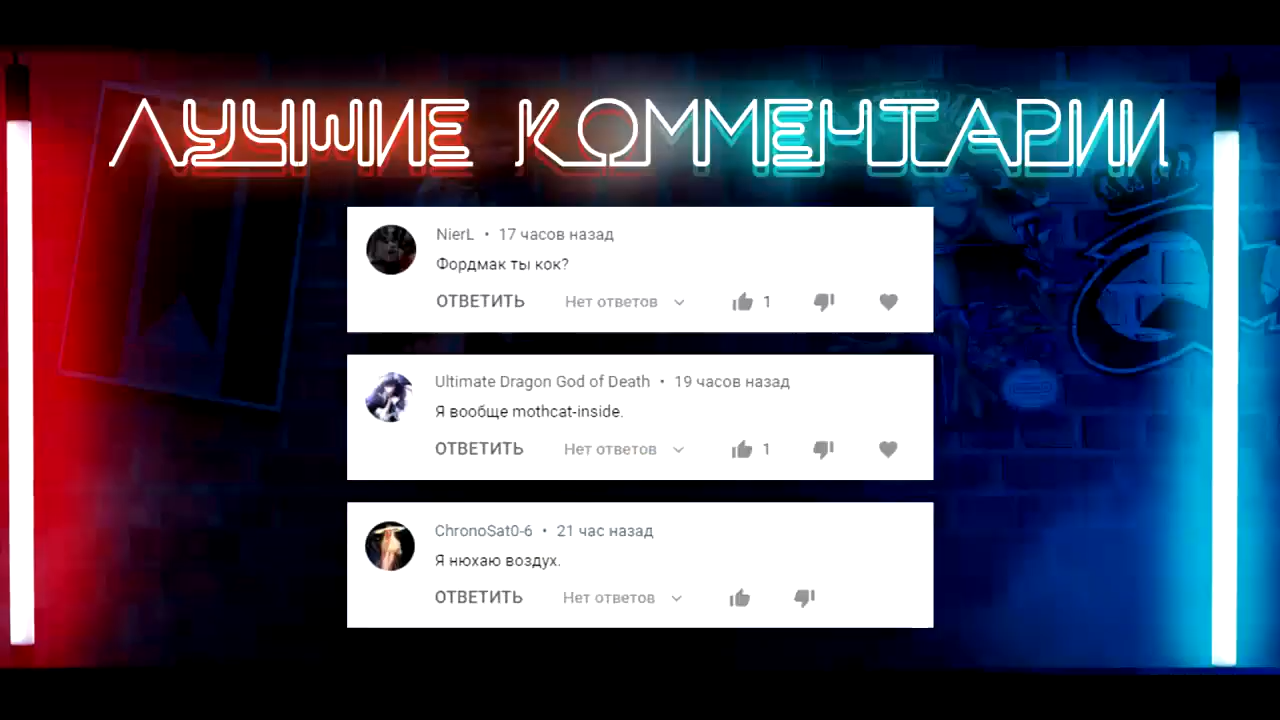 ЛУЧШИЕ КОММЕНТАРИИ
NierL • 17 часов назад
Фордмак ты кок?
ОТВЕТИТЬ Нет ответов 1
Ultimate Dragon God of Death • 19 часов назад
Я вообще mothcat-inside.
ОТВЕТИТЬ Нет ответов 1
ChronoSat0-6 • 21 час назад
Я нюхаю воздух.
ОТВЕТИТЬ Нет ответов